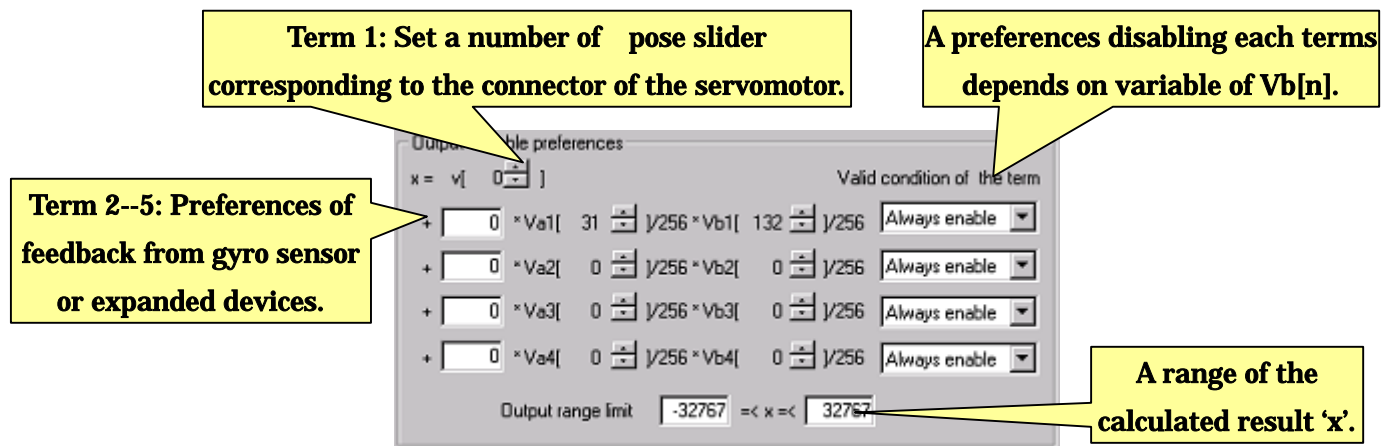 Term 1: Set a number of pose slider
corresponding to the connector of the servomotor.
A preferences disabling each terms
depends on variable of Vb[n].
preferences
x = v[ 0 ]
Valid condition of the term
Term 2--5: Preferences of
feedback from gyro sensor
or expanded devices.
+ 0 *Va1[ 31 ]/256 *Vb1[ 132 ]/256 Always enable
+ 0 *Va2[ 0 ]/256 *Vb2[ 0 ]/256 Always enable
+ 0 *Va3[ 0 ]/256 *Vb3[ 0 ]/256 Always enable
+ 0 *Va4[ 0 ]/256 *Vb4[ 0 ]/256 Always enable
Output range limit -32767 =< x =< 32767
A range of the
calculated result ‘x’.